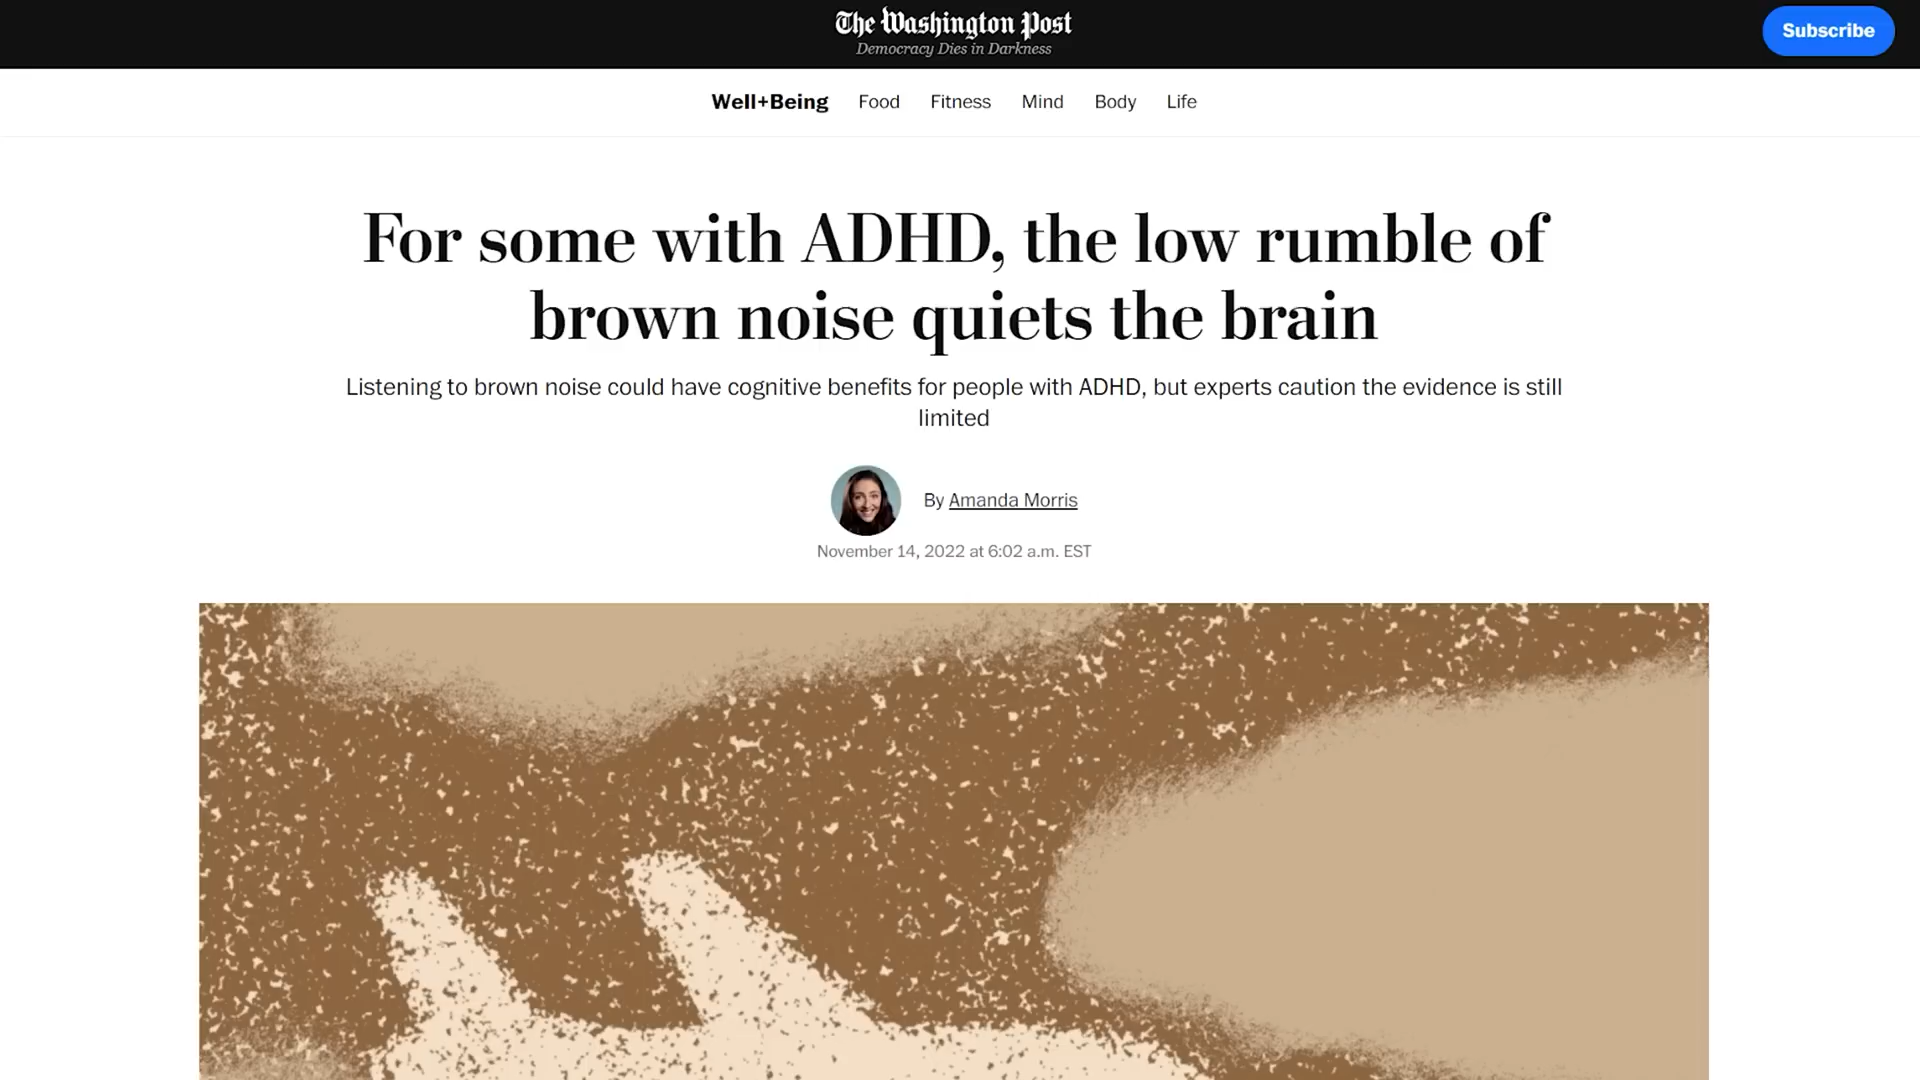 The Washington Post
Democracy Dies in Darkness
Subscribe
Well+Being Food Fitness Mind Body Life
For some with ADHD, the low rumble of
brown noise quiets the brain
Listening to brown noise could have cognitive benefits for people with ADHD, but experts caution the evidence is still
limited
By Amanda Morris
November 14, 2022 at 6:02 a.m. EST